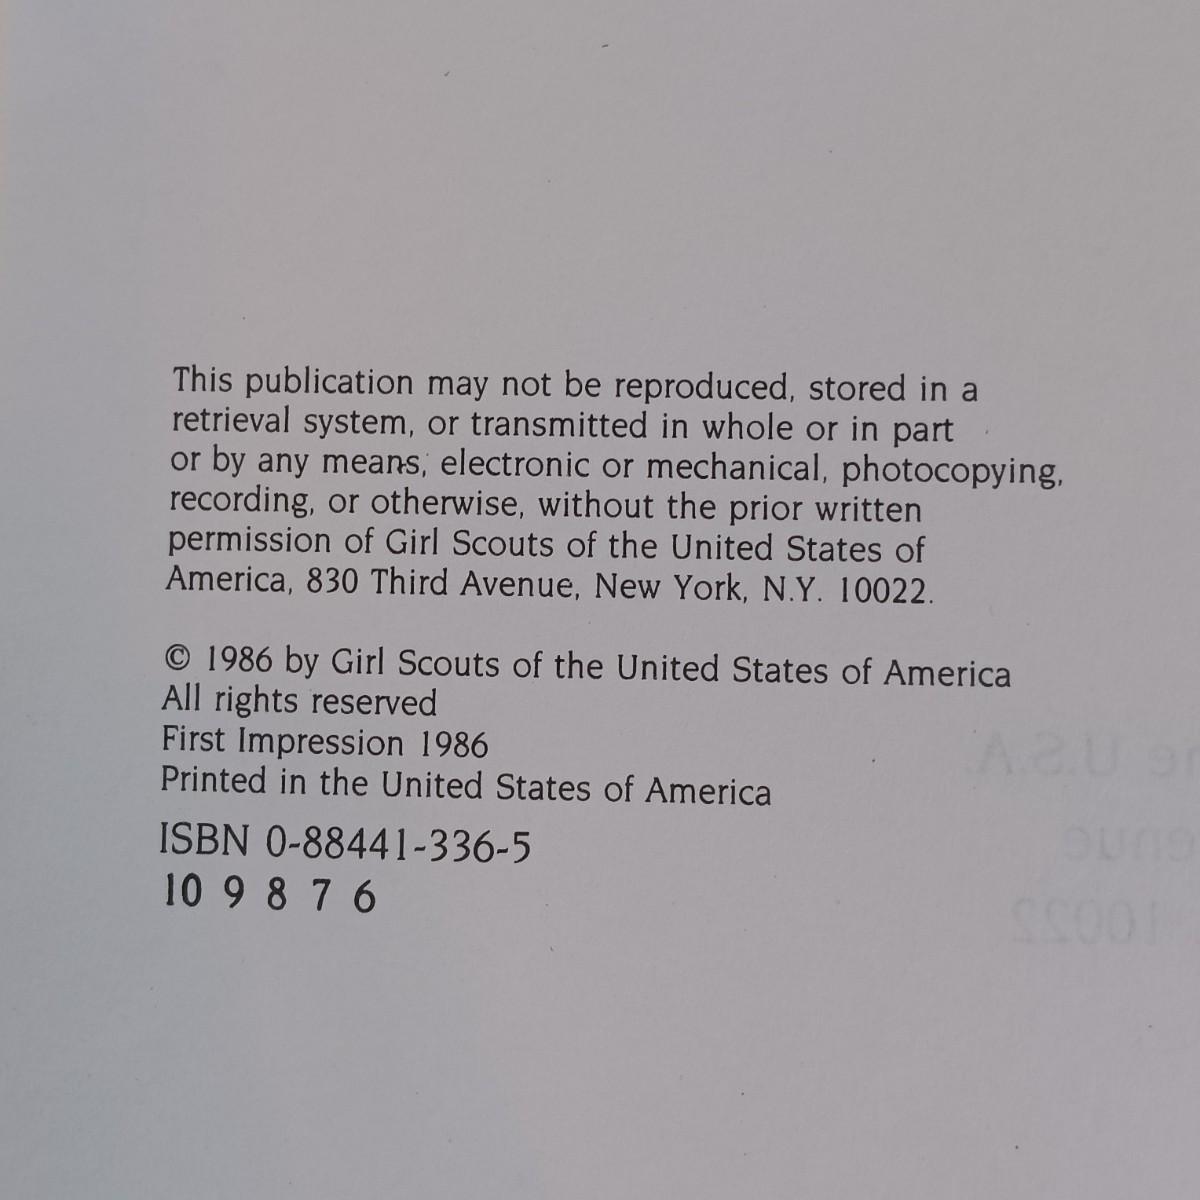 This publication may not be reproduced, stored in a
retrieval system, or transmitted in whole or in part
or by any means, electronic or mechanical, photocopying,
recording, or otherwise, without the prior written
permission of Girl Scouts of the United States of
America, 830 Third Avenue, New York, N.Y. 10022.
© 1986 by Girl Scouts of the United States of America
All rights reserved
First Impression 1986
Printed in the United States of America
ISBN 0-88441-336-5
10 9 8 7 6
U.S.A.
10022